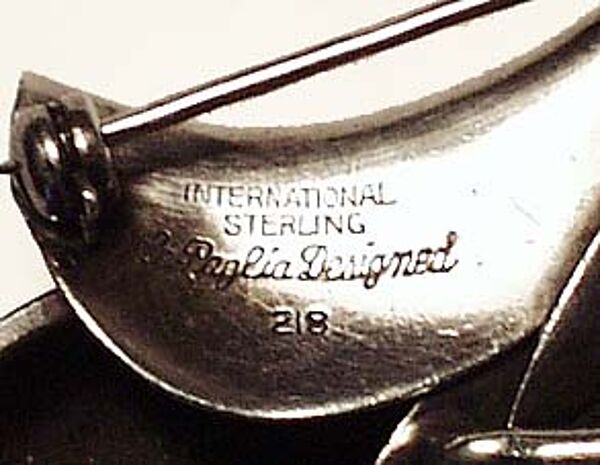 INTERNATIONAL
STERLING
Paglia Designed
218